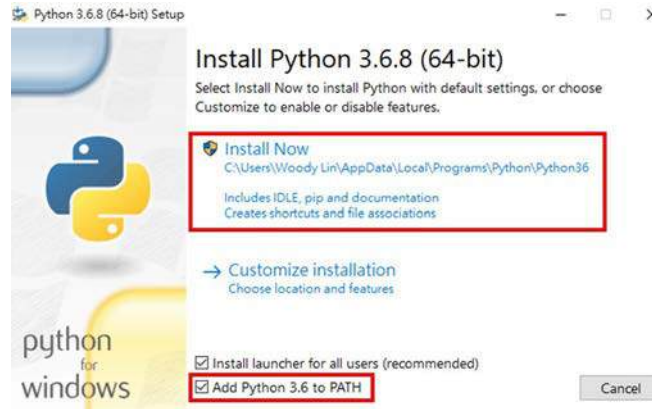 Python 3.6.8 (64-bit) Setup
Install Python 3.6.8 (64-bit)
Select Install Now to install Python with default settings, or choose
Customize to enable or disable features.
Install Now
C:\Users\Woody Lin\AppData\Local\Programs\Python\Python36
Includes IDLE, pip and documentation
Creates shortcuts and file associations
→ Customize installation
Choose location and features
python
for
windows
Install launcher for all users (recommended)
Add Python 3.6 to PATH
Cancel